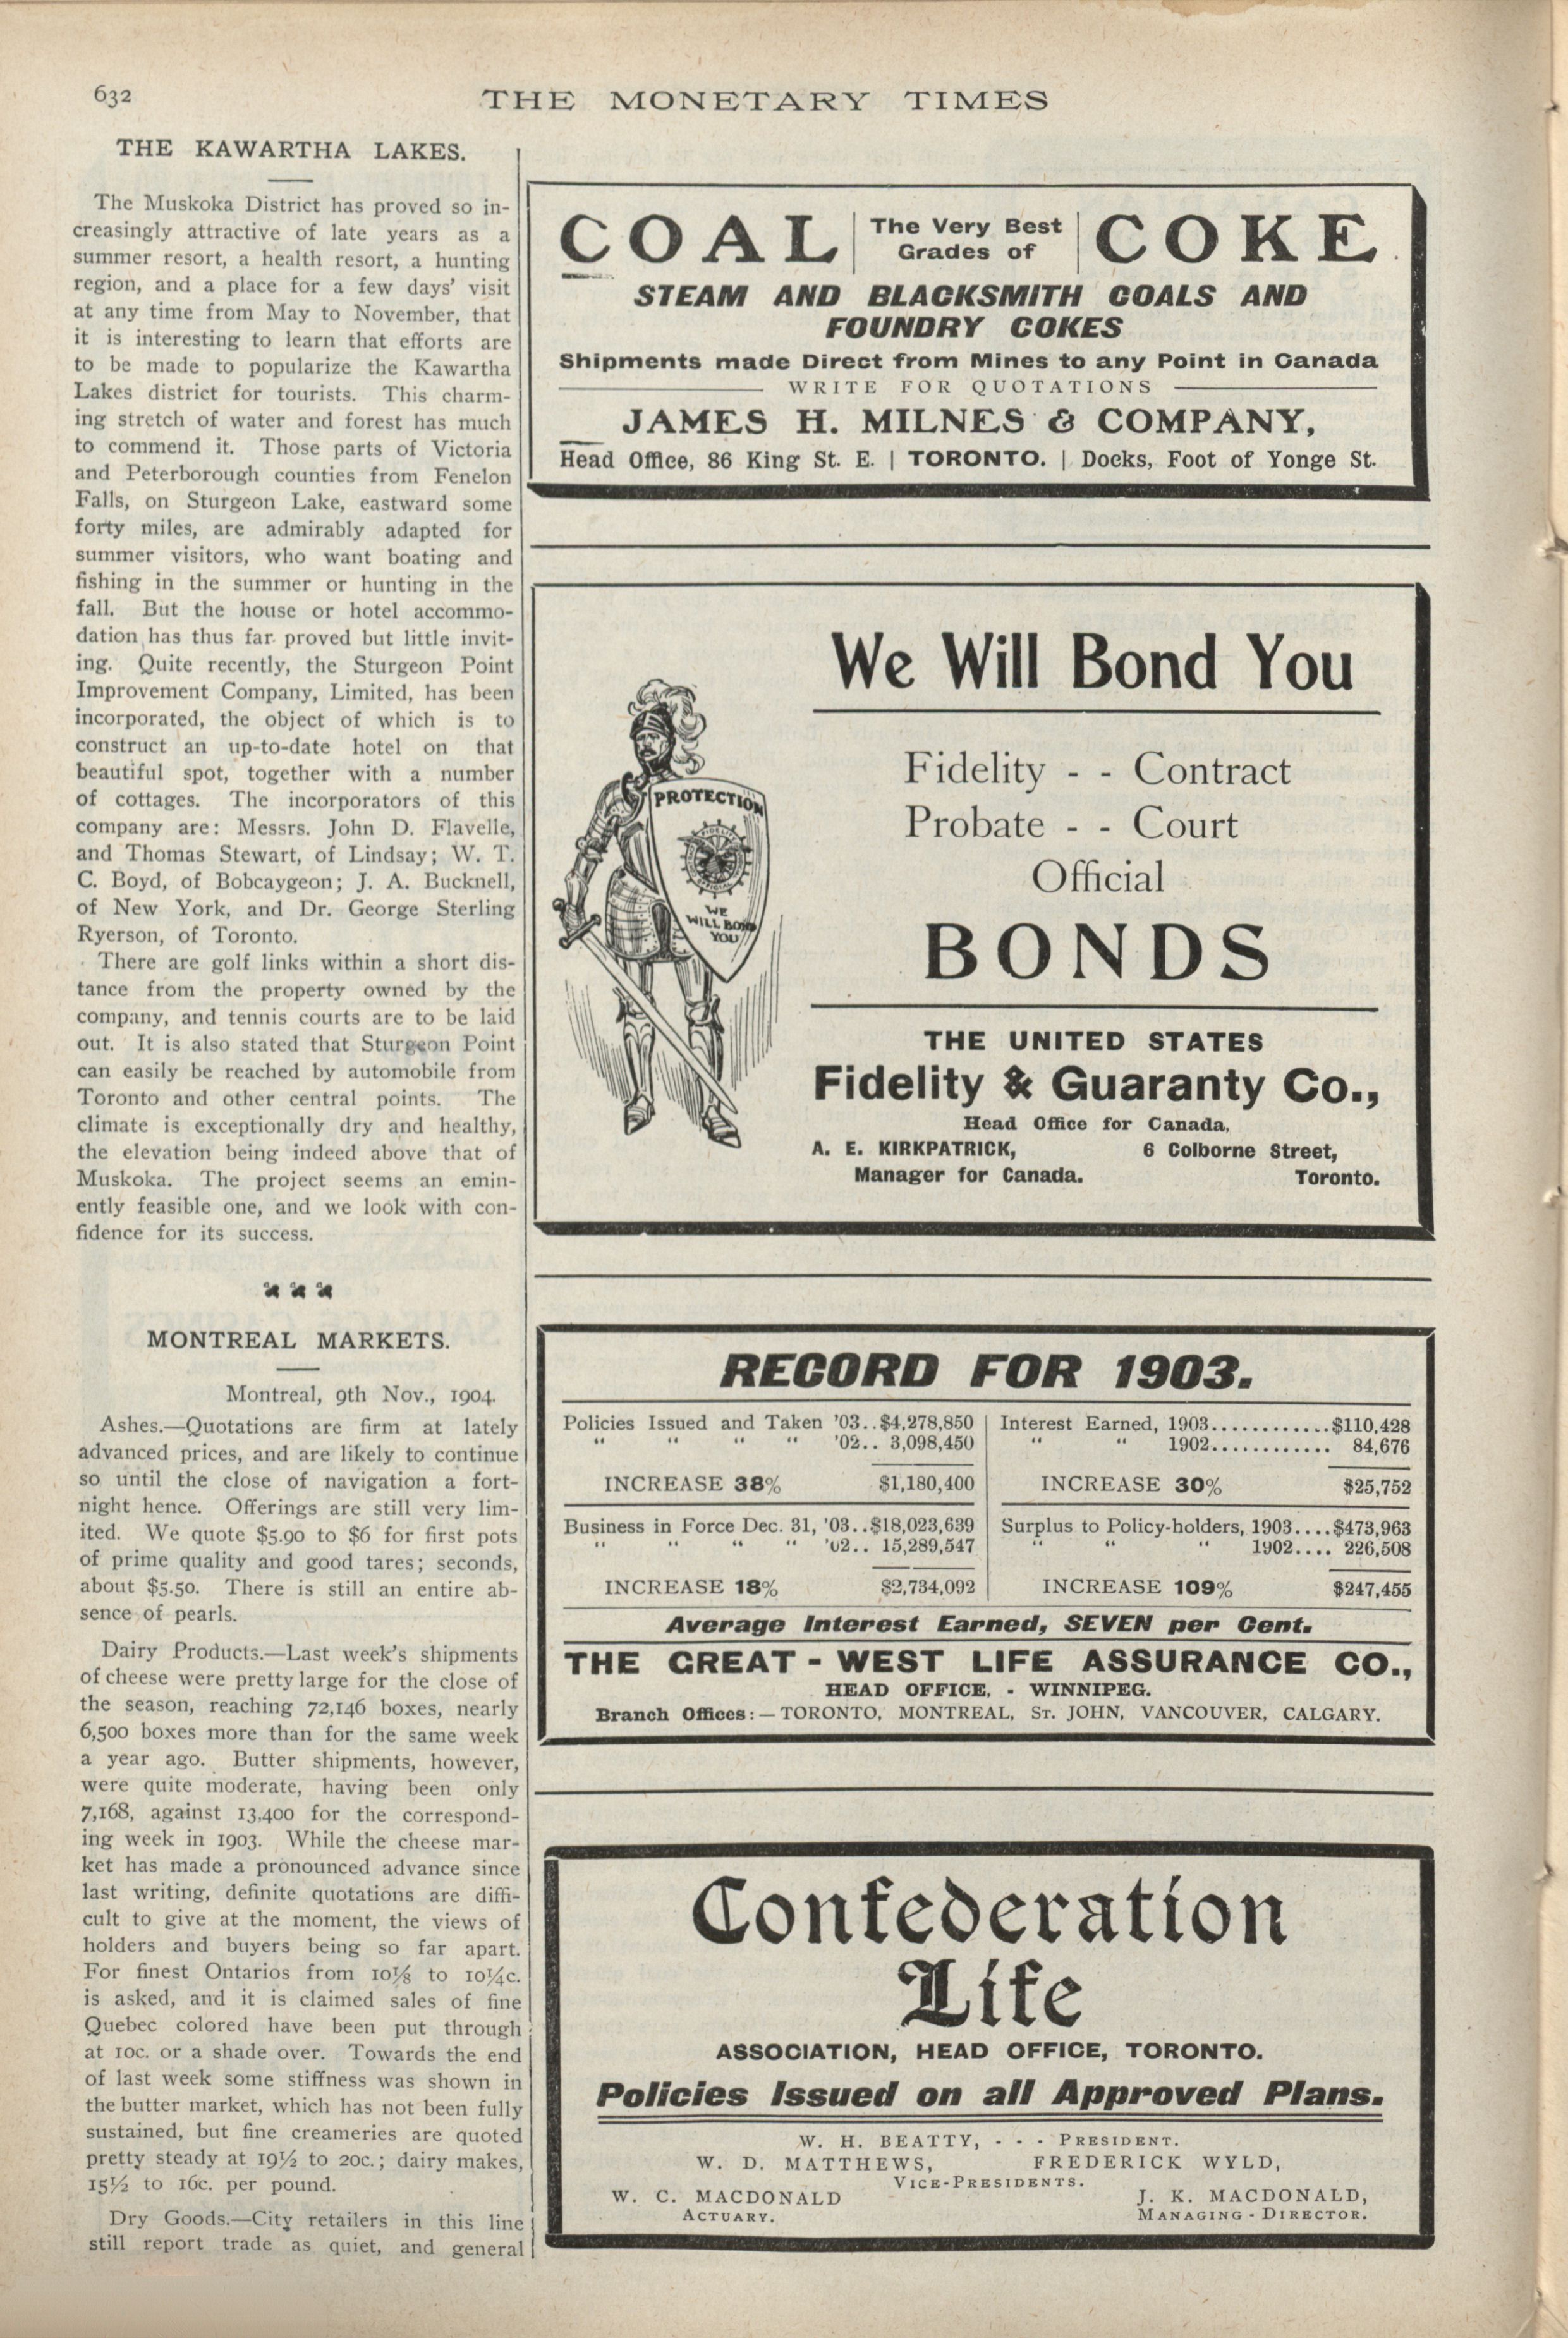 632
THE MONETARY TIMES
THE KAWARTHA LAKES.
The Muskoka District has proved so in-
creasingly attractive of late years as a
summer resort, a health resort, a hunting
region, and a place for a few days' visit
at any time from May to November, that
it is interesting to learn that efforts are
to be made to popularize the Kawartha
Lakes district for tourists. This charm-
ing stretch of water and forest has much
to commend it. Those parts of Victoria
and Peterborough counties from Fenelon
Falls, on Sturgeon Lake, eastward some
forty miles, are admirably adapted for
summer visitors, who want boating and
fishing in the summer or hunting in the
fall. But the house or hotel accommo-
dation has thus far proved but little invit-
ing. Quite recently, the Sturgeon Point
Improvement Company, Limited, has been
incorporated, the object of which is to
construct an up-to-date hotel on that
beautiful spot, together with a number
of cottages. The incorporators of this
company are: Messrs. John D. Flavelle,
and Thomas Stewart, of Lindsay; W. T.
C. Boyd, of Bobcaygeon; J. A. Bucknell,
of New York, and Dr. George Sterling
Ryerson, of Toronto.
There are golf links within a short dis-
tance from the property owned by the
company, and tennis courts are to be laid
out. It is also stated that Sturgeon Point
can easily be reached by automobile from
Toronto and other central points. The
climate is exceptionally dry and healthy,
the elevation being indeed above that of
Muskoka. The project seems an emin-
ently feasible one, and we look with con-
fidence for its success.
MONTREAL MARKETS.
Montreal, 9th Nov., 1904.
Ashes.—Quotations are firm at lately
advanced prices, and are likely to continue
so until the close of navigation a fort-
night hence. Offerings are still very lim-
ited. We quote $5.90 to $6 for first pots
of prime quality and good tares; seconds,
about $5.50. There is still an entire ab-
sence of pearls.
Dairy Products.—Last week's shipments
of cheese were pretty large for the close of
the season, reaching 72,146 boxes, nearly
6,500 boxes more than for the same week
a year ago. Butter shipments, however,
were quite moderate, having been only
7,168, against 13,400 for the correspond-
ing week in 1903. While the cheese mar-
ket has made a pronounced advance since
last writing, definite quotations are diffi-
cult to give at the moment, the views of
holders and buyers being so far apart.
For finest Ontarios from 10⅛ to 10¼c.
is asked, and it is claimed sales of fine
Quebec colored have been put through
at 10c. or a shade over. Towards the end
of last week some stiffness was shown in
the butter market, which has not been fully
sustained, but fine creameries are quoted
pretty steady at 19½ to 20c.; dairy makes,
15½ to 16c. per pound.
Dry Goods.—City retailers in this line
still report trade as quiet, and general
COAL The Very Best Grades of COKE
STEAM AND BLACKSMITH COALS AND
FOUNDRY COKES
Shipments made Direct from Mines to any Point in Canada
WRITE FOR QUOTATIONS
JAMES H. MILNES & COMPANY,
Head Office, 86 King St. E. | TORONTO. | Docks, Foot of Yonge St.
PROTECTION
FIDELITY
WE
WILL BOND
YOU
We Will Bond You
Fidelity - - Contract
Probate - - Court
Official
BONDS
THE UNITED STATES
Fidelity & Guaranty Co.,
Head Office for Canada,
A. E. KIRKPATRICK, 6 Colborne Street,
Manager for Canada. Toronto.
RECORD FOR 1903.
Policies Issued and Taken '03..$4,278,850 | Interest Earned, 1903............$110,428
" " " " '02.. 3,098,450 | " " 1902............ 84,676
INCREASE 38% $1,180,400 | INCREASE 30% $25,752
Business in Force Dec. 31, '03..$18,023,639 | Surplus to Policy-holders, 1903....$473,963
" " " " '02.. 15,289,547 | " " " 1902.... 226,508
INCREASE 18% $2,734,092 | INCREASE 109% $247,455
Average Interest Earned, SEVEN per Cent.
THE GREAT-WEST LIFE ASSURANCE CO.,
HEAD OFFICE, - WINNIPEG.
Branch Offices:—TORONTO, MONTREAL, ST. JOHN, VANCOUVER, CALGARY.
Confederation
Life
ASSOCIATION, HEAD OFFICE, TORONTO.
Policies Issued on all Approved Plans.
W. H. BEATTY, - - - PRESIDENT.
W. D. MATTHEWS, FREDERICK WYLD,
VICE-PRESIDENTS.
W. C. MACDONALD J. K. MACDONALD,
ACTUARY. MANAGING-DIRECTOR.